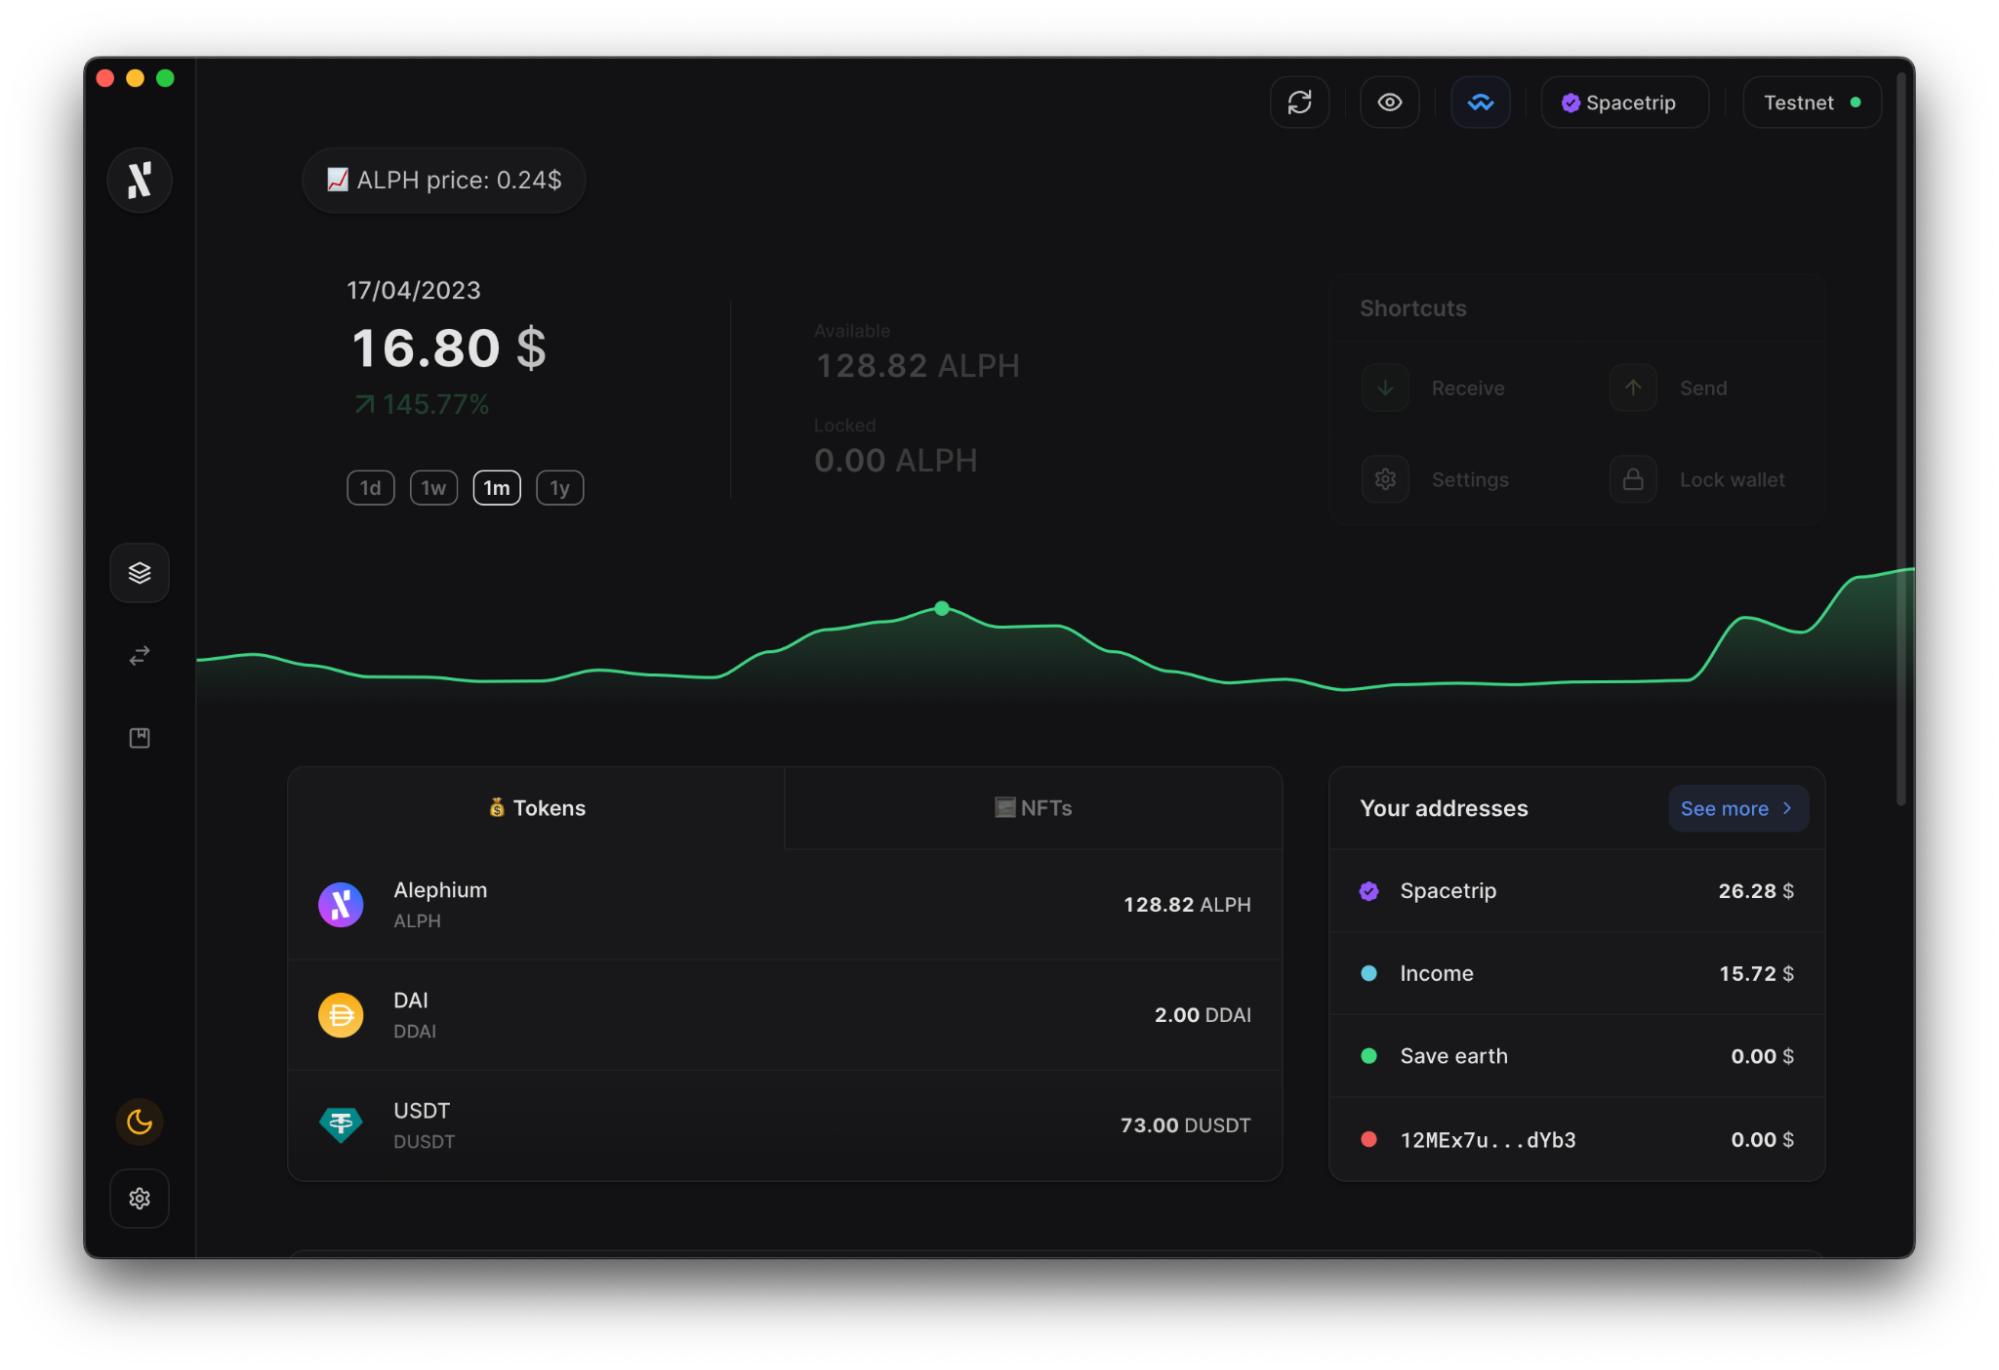 Spacetrip
Testnet
ALPH price: 0.24$
17/04/2023
16.80 $
145.77%
1d
1w
1m
1y
Available
128.82 ALPH
Locked
0.00 ALPH
Shortcuts
Receive
Send
Settings
Lock wallet
Tokens
NFTs
Alephium
ALPH
128.82 ALPH
DAI
DDAI
2.00 DDAI
USDT
DUSDT
73.00 DUSDT
Your addresses
See more
Spacetrip
26.28 $
Income
15.72 $
Save earth
0.00 $
12MEx7u...dYb3
0.00 $